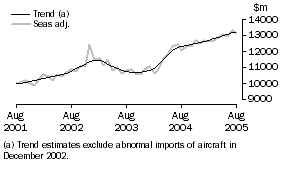 Trend (a)
Seas adj.
$m
14000
13000
12000
11000
10000
9000
Aug Aug Aug Aug Aug
2001 2002 2003 2004 2005
(a) Trend estimates exclude abnormal imports of aircraft in
December 2002.